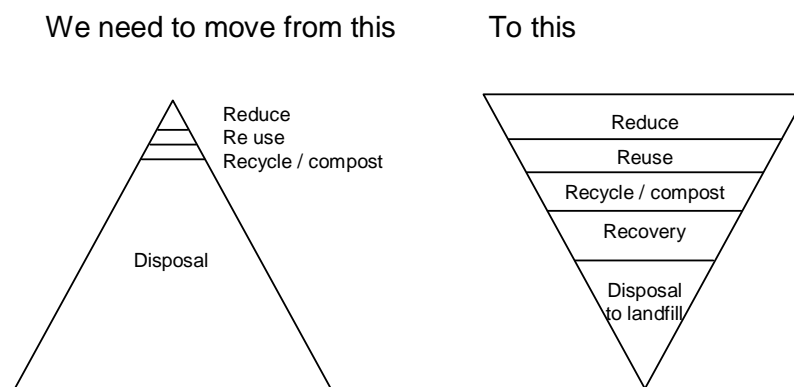 We need to move from this
To this
Reduce
Re use
Recycle / compost
Disposal
Reduce
Reuse
Recycle / compost
Recovery
Disposal
to landfill